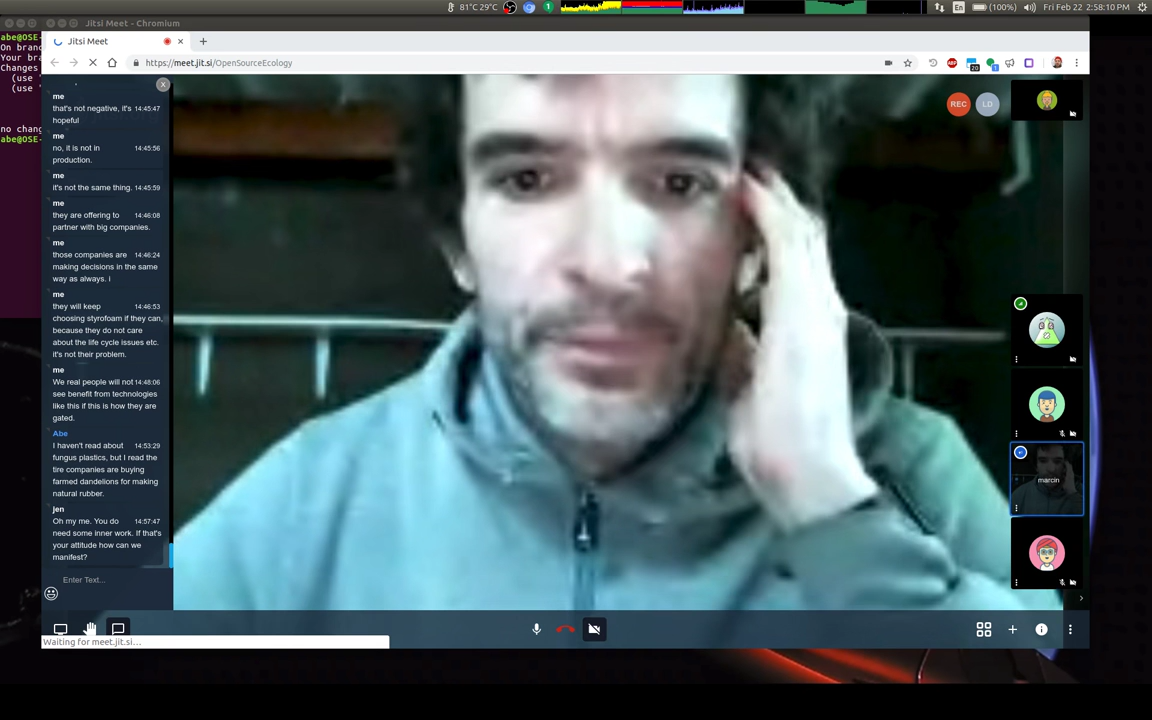 81°C 29°C
1
En
(100%)
Fri Feb 22 2:58:10 PM
Jitsi Meet - Chromium
abe@OSE-
On branc
Your bra
Changes
(use '
(use '
no chang
abe@OSE-
Jitsi Meet
https://meet.jit.si/OpenSourceEcology
ABP
20
1
x
me
that's not negative, it's 14:45:47
hopeful
me
no, it is not in 14:45:56
production.
me
it's not the same thing. 14:45:59
me
they are offering to 14:46:08
partner with big companies.
me
those companies are 14:46:24
making decisions in the same
way as always. i
me
they will keep 14:46:53
choosing styrofoam if they can,
because they do not care
about the life cycle issues etc.
it's not their problem.
me
We real people will not 14:48:06
see benefit from technologies
like this if this is how they are
gated.
Abe
I haven't read about 14:53:29
fungus plastics, but I read the
tire companies are buying
farmed dandelions for making
natural rubber.
jen
Oh my me. You do 14:57:47
need some inner work. If that's
your attitude how can we
manifest?
Enter Text...
REC
LD
marcin
Waiting for meet.jit.si...